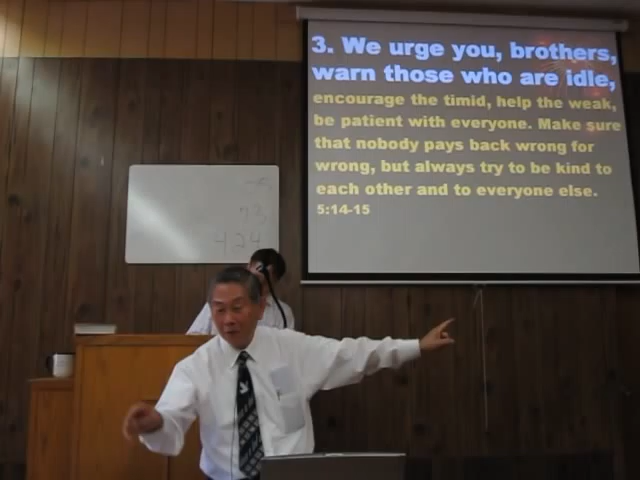 3. We urge you, brothers,
warn those who are idle,
encourage the timid, help the weak,
be patient with everyone. Make sure
that nobody pays back wrong for
wrong, but always try to be kind to
each other and to everyone else.
5:14-15
73
424